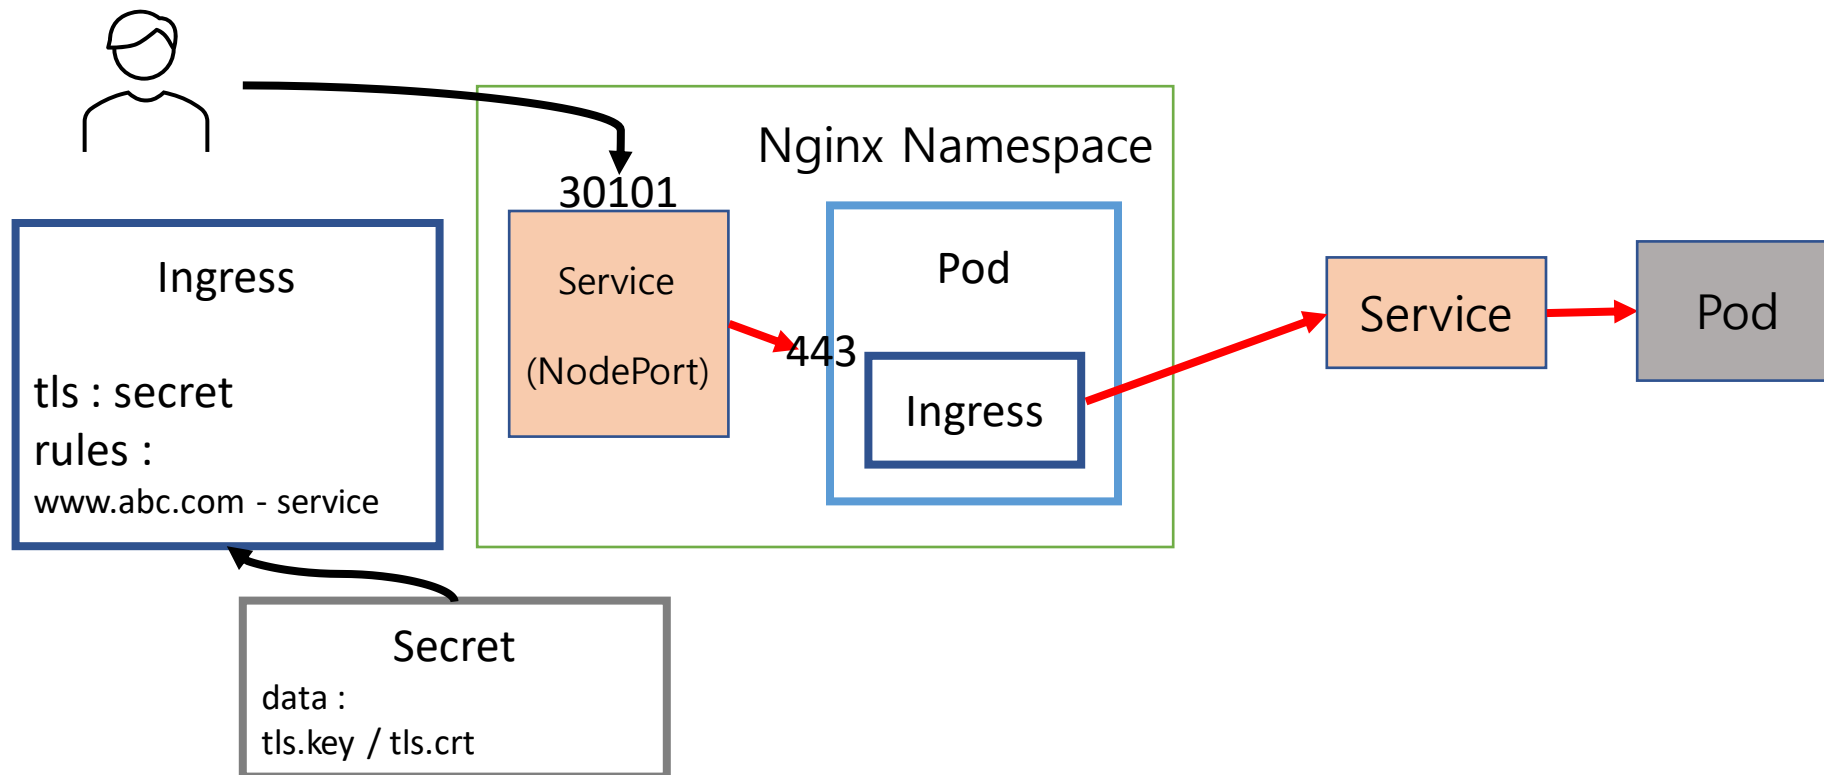 Nginx Namespace
30101
Service
(NodePort)
Pod
443
Ingress
Service
Pod
Ingress
tls : secret
rules :
www.abc.com - service
Secret
data :
tls.key / tls.crt